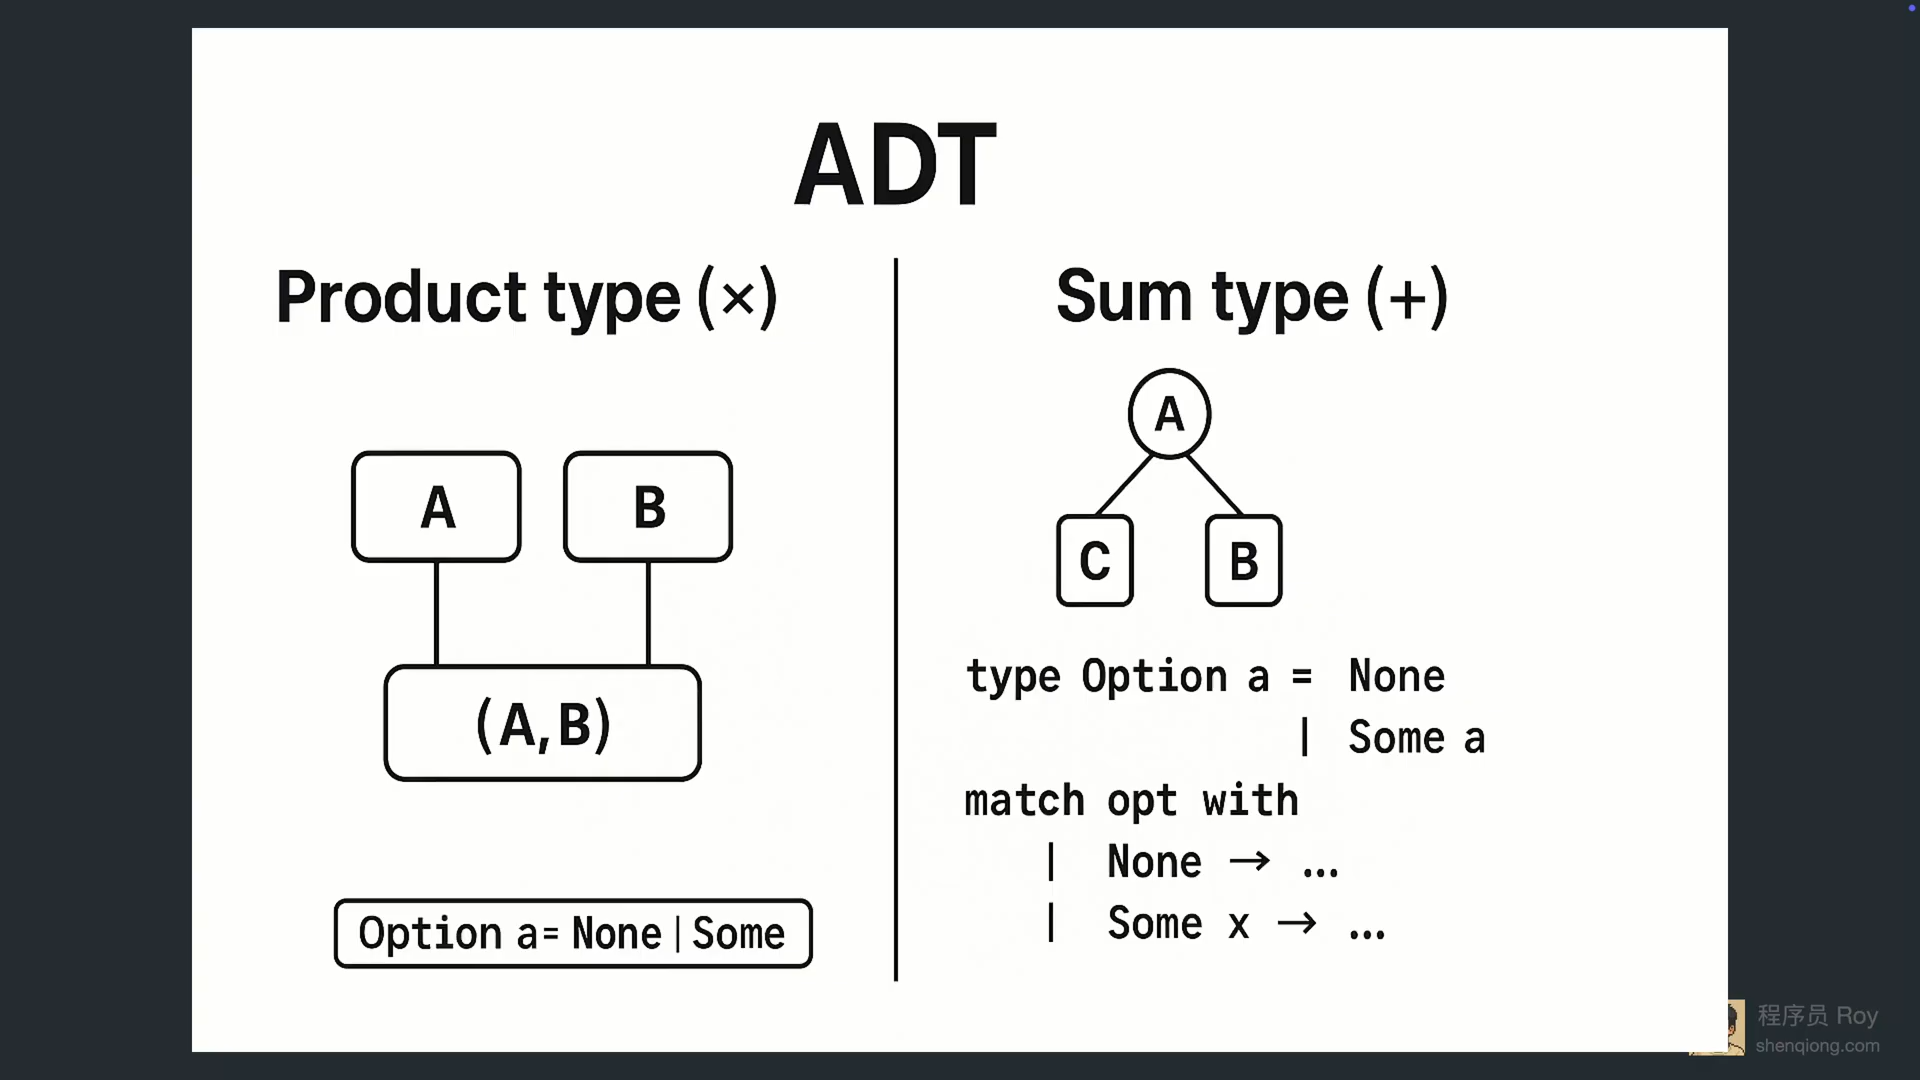 ADT
Product type (×)
A
B
(A,B)
Option a= None | Some
Sum type (+)
A
C
B
type Option a = None
| Some a
match opt with
| None → ...
| Some x → ...
程序员 Roy
shenqiong.com